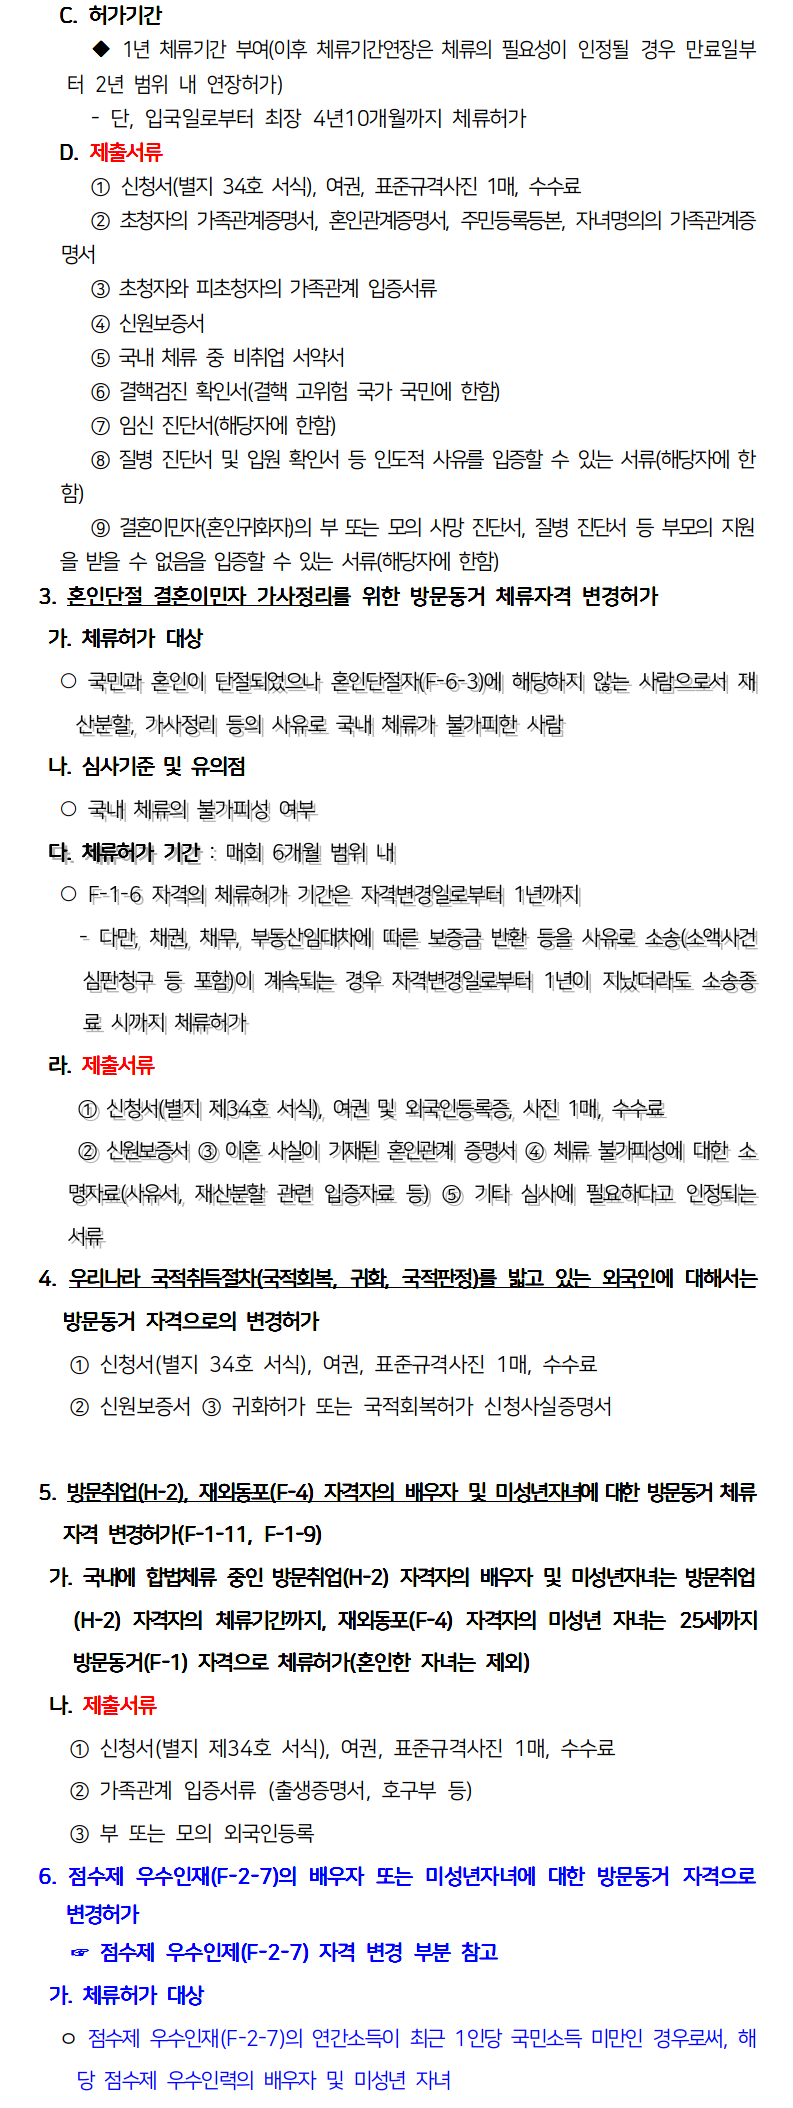 C. 허가기간
◆ 1년 체류기간 부여(이후 체류기간연장은 체류의 필요성이 인정될 경우 만료일부
터 2년 범위 내 연장허가)
- 단, 입국일로부터 최장 4년10개월까지 체류허가
D. 제출서류
① 신청서(별지 34호 서식), 여권, 표준규격사진 1매, 수수료
② 초청자의 가족관계증명서, 혼인관계증명서, 주민등록등본, 자녀명의의 가족관계증
명서
③ 초청자와 피초청자의 가족관계 입증서류
④ 신원보증서
⑤ 국내 체류 중 비취업 서약서
⑥ 결핵검진 확인서(결핵 고위험 국가 국민에 한함)
⑦ 임신 진단서(해당자에 한함)
⑧ 질병 진단서 및 입원 확인서 등 인도적 사유를 입증할 수 있는 서류(해당자에 한
함)
⑨ 결혼이민자(혼인귀화자)의 부 또는 모의 사망 진단서, 질병 진단서 등 부모의 지원
을 받을 수 없음을 입증할 수 있는 서류(해당자에 한함)
3. 혼인단절 결혼이민자 가사정리를 위한 방문동거 체류자격 변경허가
가. 체류허가 대상
○ 국민과 혼인이 단절되었으나 혼인단절자(F-6-3)에 해당하지 않는 사람으로서 재
산분할, 가사정리 등의 사유로 국내 체류가 불가피한 사람
나. 심사기준 및 유의점
○ 국내 체류의 불가피성 여부
다. 체류허가 기간 : 매회 6개월 범위 내
○ F-1-6 자격의 체류허가 기간은 자격변경일로부터 1년까지
- 다만, 채권, 채무, 부동산임대차에 따른 보증금 반환 등을 사유로 소송(소액사건
심판청구 등 포함)이 계속되는 경우 자격변경일로부터 1년이 지났더라도 소송종
료 시까지 체류허가
라. 제출서류
① 신청서(별지 제34호 서식), 여권 및 외국인등록증, 사진 1매, 수수료
② 신원보증서 ③ 이혼 사실이 기재된 혼인관계 증명서 ④ 체류 불가피성에 대한 소
명자료(사유서, 재산분할 관련 입증자료 등) ⑤ 기타 심사에 필요하다고 인정되는
서류
4. 우리나라 국적취득절차(국적회복, 귀화, 국적판정)를 밟고 있는 외국인에 대해서는
방문동거 자격으로의 변경허가
① 신청서(별지 34호 서식), 여권, 표준규격사진 1매, 수수료
② 신원보증서 ③ 귀화허가 또는 국적회복허가 신청사실증명서
5. 방문취업(H-2), 재외동포(F-4) 자격자의 배우자 및 미성년자녀에 대한 방문동거 체류
자격 변경허가(F-1-11, F-1-9)
가. 국내에 합법체류 중인 방문취업(H-2) 자격자의 배우자 및 미성년자녀는 방문취업
(H-2) 자격자의 체류기간까지, 재외동포(F-4) 자격자의 미성년 자녀는 25세까지
방문동거(F-1) 자격으로 체류허가(혼인한 자녀는 제외)
나. 제출서류
① 신청서(별지 제34호 서식), 여권, 표준규격사진 1매, 수수료
② 가족관계 입증서류 (출생증명서, 호구부 등)
③ 부 또는 모의 외국인등록
6. 점수제 우수인재(F-2-7)의 배우자 또는 미성년자녀에 대한 방문동거 자격으로
변경허가
☞ 점수제 우수인제(F-2-7) 자격 변경 부분 참고
가. 체류허가 대상
ㅇ 점수제 우수인재(F-2-7)의 연간소득이 최근 1인당 국민소득 미만인 경우로써, 해
당 점수제 우수인력의 배우자 및 미성년 자녀